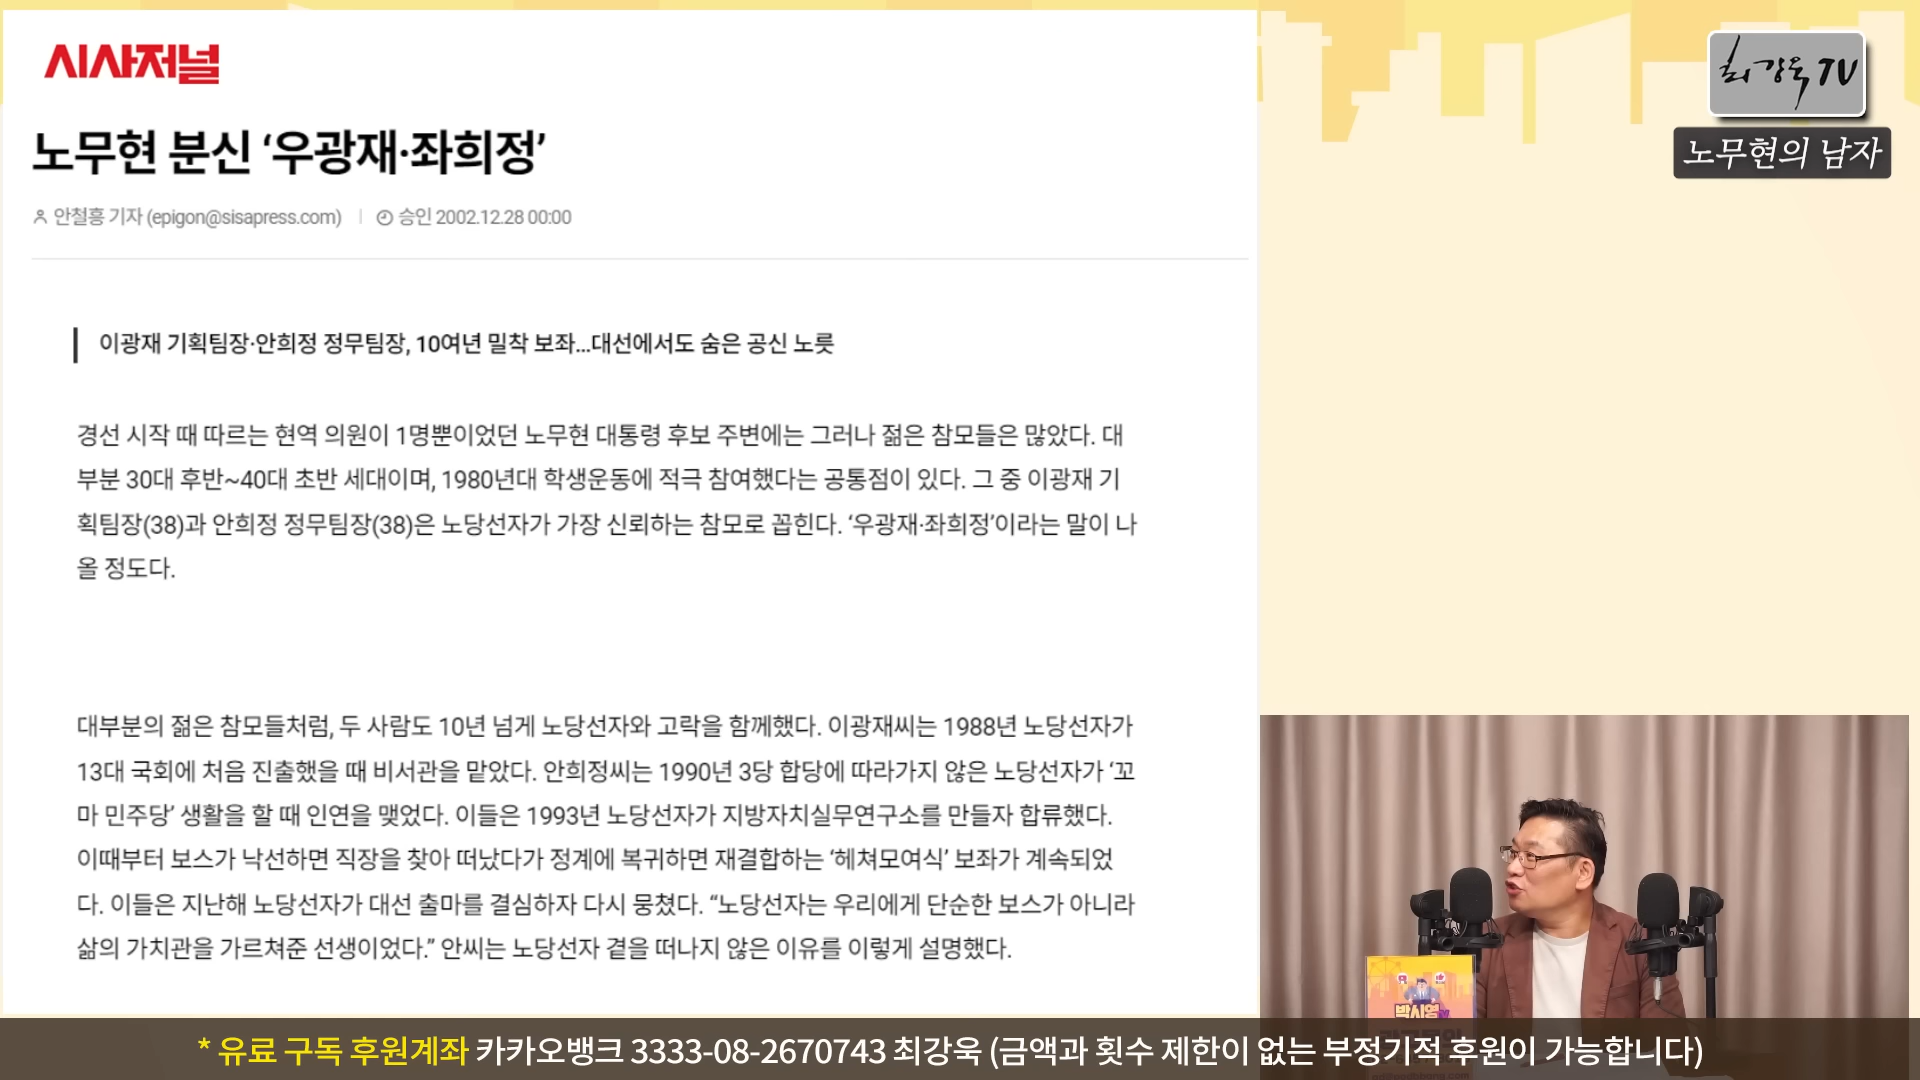 시사저널
최강욱TV
노무현의 남자
노무현 분신 ‘우광재·좌희정’
안철흥 기자 (epigon@sisapress.com) | 승인 2002.12.28 00:00
이광재 기획팀장·안희정 정무팀장, 10여년 밀착 보좌…대선에서도 숨은 공신 노릇
경선 시작 때 따르는 현역 의원이 1명뿐이었던 노무현 대통령 후보 주변에는 그러나 젊은 참모들은 많았다. 대
부분 30대 후반~40대 초반 세대이며, 1980년대 학생운동에 적극 참여했다는 공통점이 있다. 그 중 이광재 기
획팀장(38)과 안희정 정무팀장(38)은 노당선자가 가장 신뢰하는 참모로 꼽힌다. ‘우광재·좌희정’이라는 말이 나
올 정도다.
대부분의 젊은 참모들처럼, 두 사람도 10년 넘게 노당선자와 고락을 함께했다. 이광재씨는 1988년 노당선자가
13대 국회에 처음 진출했을 때 비서관을 맡았다. 안희정씨는 1990년 3당 합당에 따라가지 않은 노당선자가 ‘꼬
마 민주당’ 생활을 할 때 인연을 맺었다. 이들은 1993년 노당선자가 지방자치실무연구소를 만들자 합류했다.
이때부터 보스가 낙선하면 직장을 찾아 떠났다가 정계에 복귀하면 재결합하는 ‘헤쳐모여식’ 보좌가 계속되었
다. 이들은 지난해 노당선자가 대선 출마를 결심하자 다시 뭉쳤다. “노당선자는 우리에게 단순한 보스가 아니라
삶의 가치관을 가르쳐준 선생이었다.” 안씨는 노당선자 곁을 떠나지 않은 이유를 이렇게 설명했다.
박시영
* 유료 구독 후원계좌 카카오뱅크 3333-08-2670743 최강욱 (금액과 횟수 제한이 없는 부정기적 후원이 가능합니다)